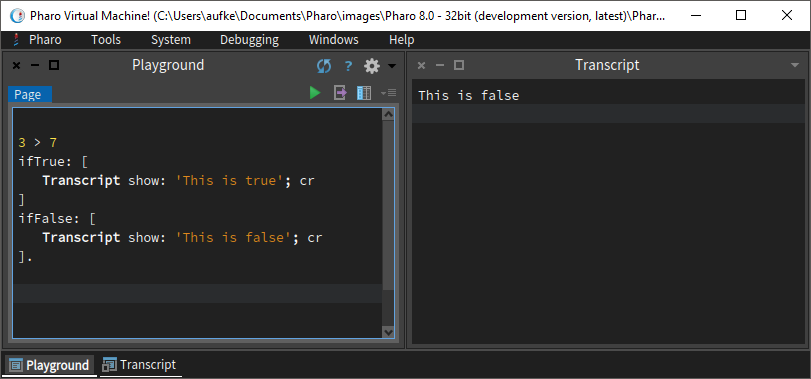 Pharo Virtual Machine! (C:\Users\aufke\Documents\Pharo\images\Pharo 8.0 - 32bit (development version, latest)\Phar...
Pharo Tools System Debugging Windows Help
Playground ?
Page
3 > 7
ifTrue: [
Transcript show: 'This is true'; cr
]
ifFalse: [
Transcript show: 'This is false'; cr
].
Transcript
This is false
Playground Transcript